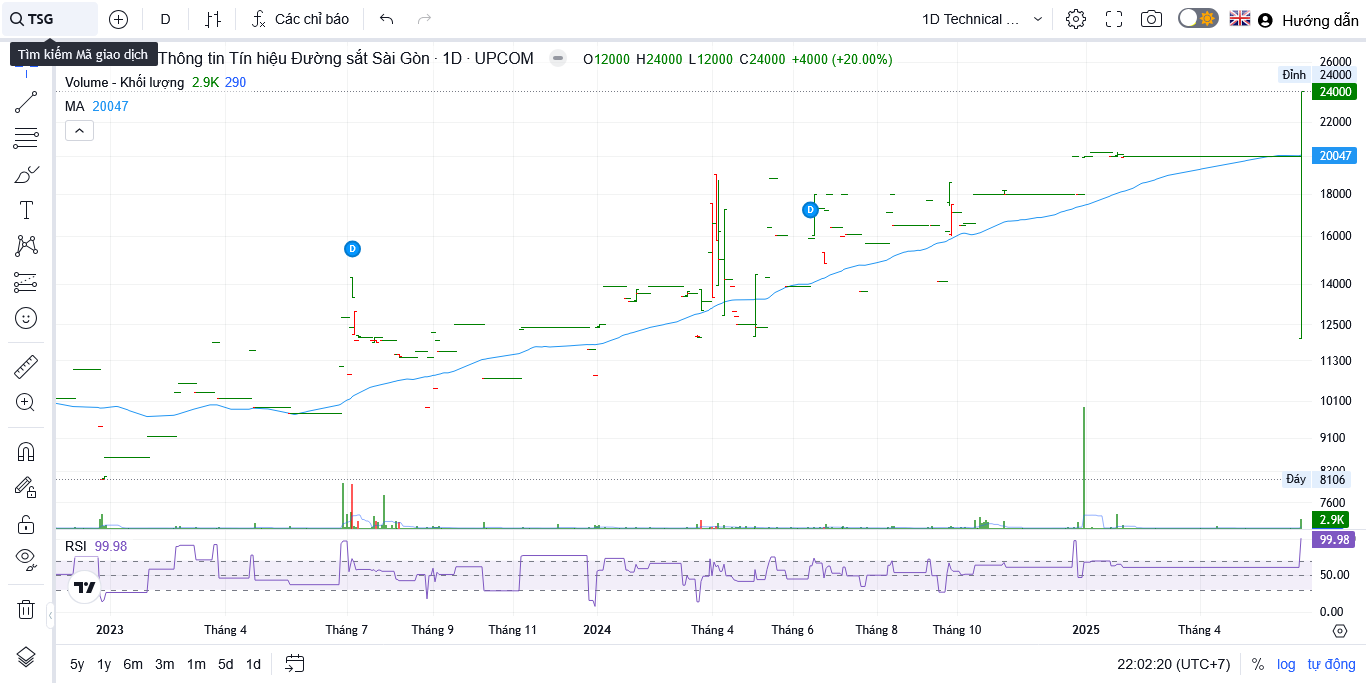 TSG
D
Các chỉ báo
1D Technical ...
Hướng dẫn
Tìm kiếm Mã giao dịch
Thông tin Tín hiệu Đường sắt Sài Gòn · 1D · UPCOM
O12000 H24000 L12000 C24000 +4000 (+20.00%)
Volume - Khối lượng 2.9K 290
MA 20047
26000
Đỉnh 24000
24000
22000
20047
18000
16000
14000
12500
11300
10100
9100
8200
Đáy 8106
7600
2.9K
D
D
RSI 99.98
99.98
50.00
0.00
2023 Tháng 4 Tháng 7 Tháng 9 Tháng 11 2024 Tháng 4 Tháng 6 Tháng 8 Tháng 10 2025 Tháng 4
5y 1y 6m 3m 1m 5d 1d
22:02:20 (UTC+7) % log tự động